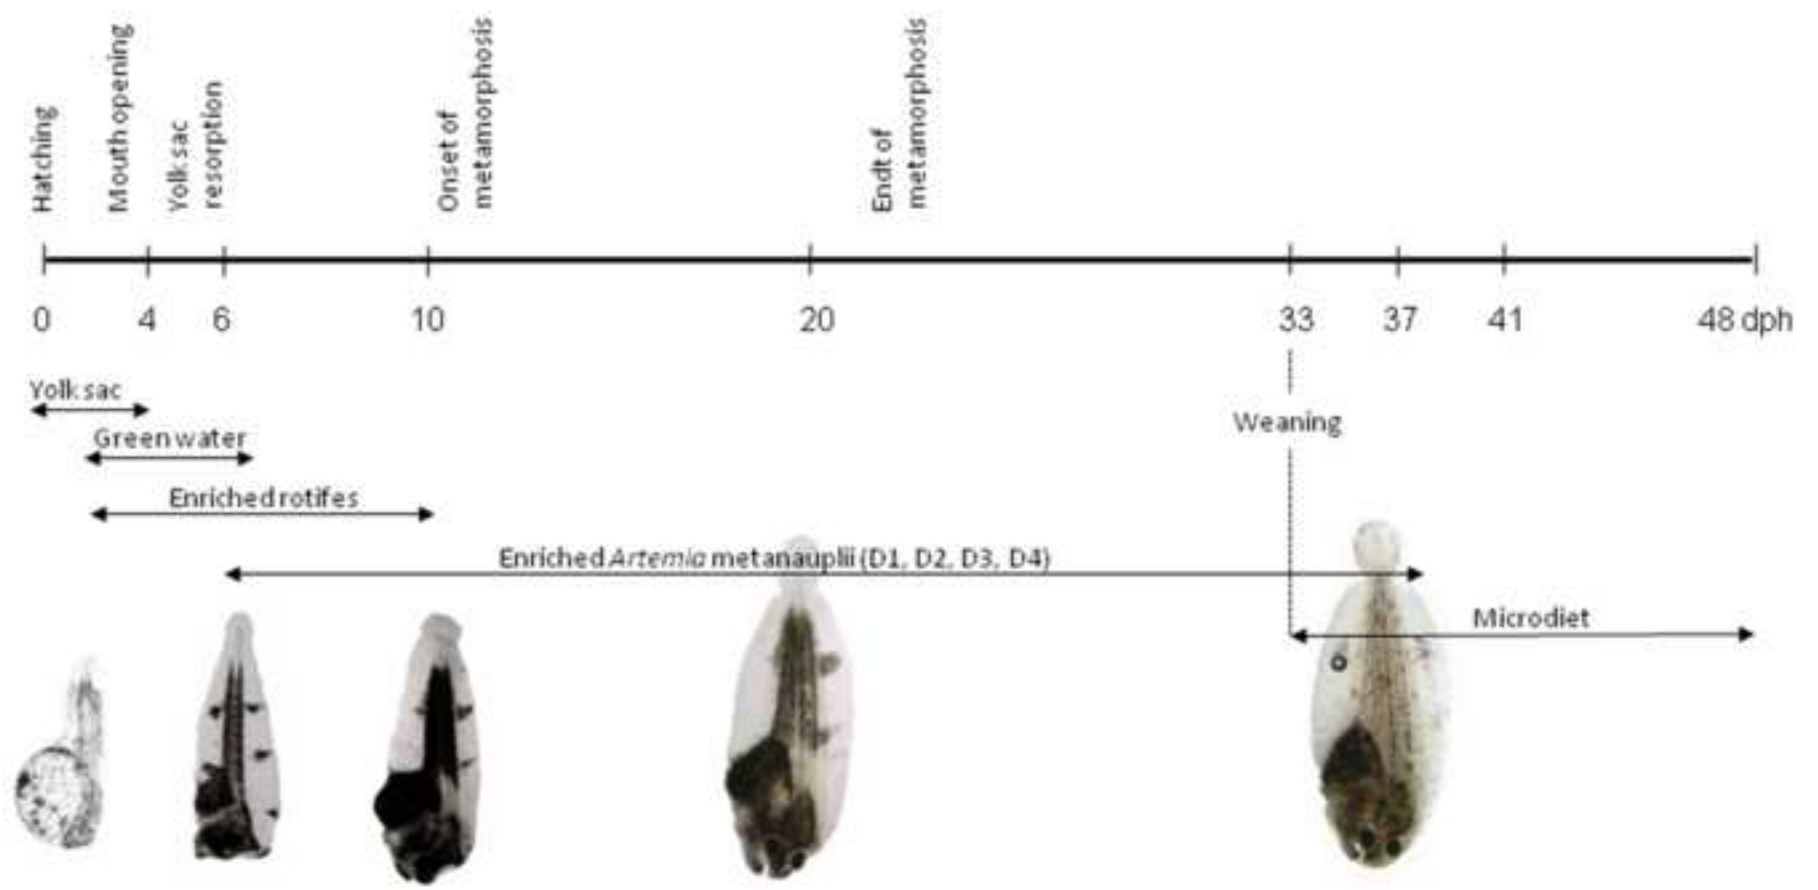 Hatching
Mouth opening
Yolk sac
resorption
Onset of
metamorphosis
Endt of
metamorphosis
0 4 6 10 20 33 37 41 48 dph
Yolk sac
Green water
Enriched rotifes
Weaning
Enriched Artemia metanauplii (D1, D2, D3, D4)
Microdiet